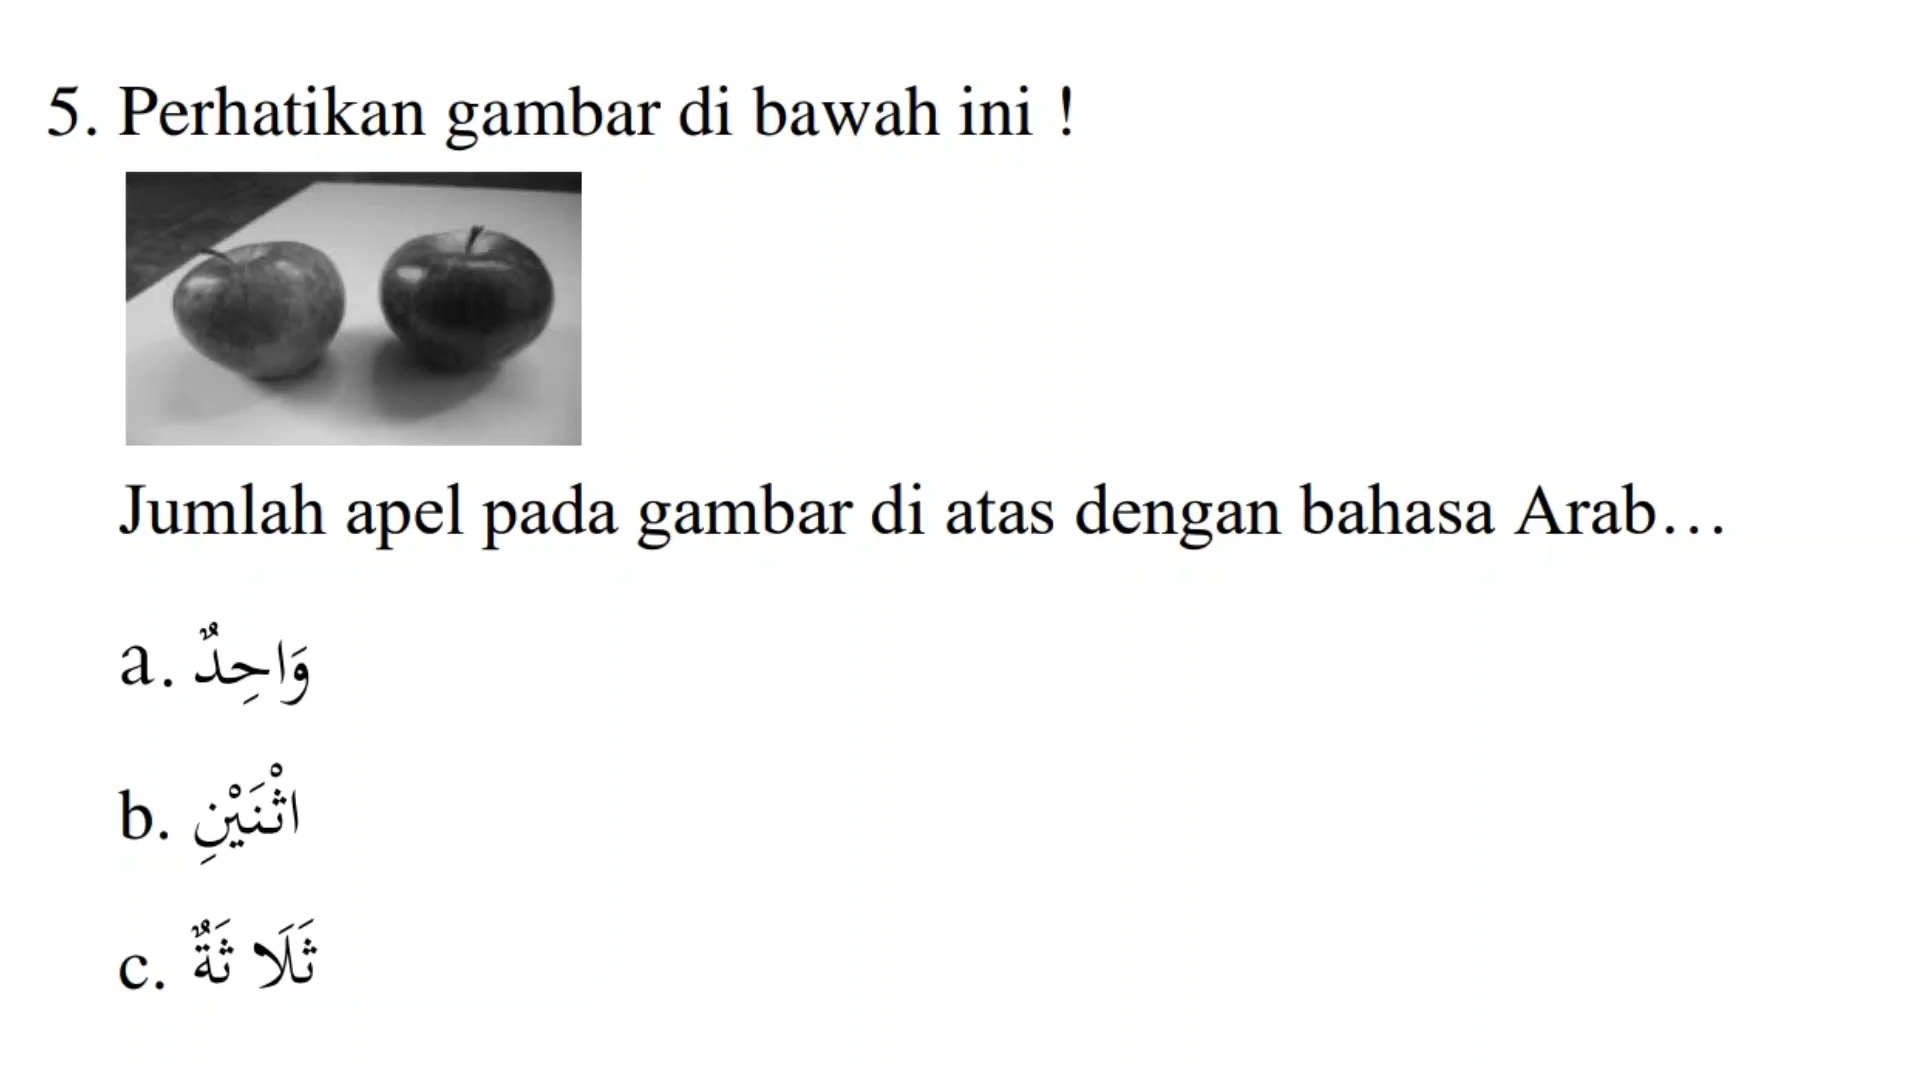 5. Perhatikan gambar di bawah ini !
Jumlah apel pada gambar di atas dengan bahasa Arab…
a. وَاحِدٌ
b. اثْنَيْنِ
c. ثَلَا ثَةٌ